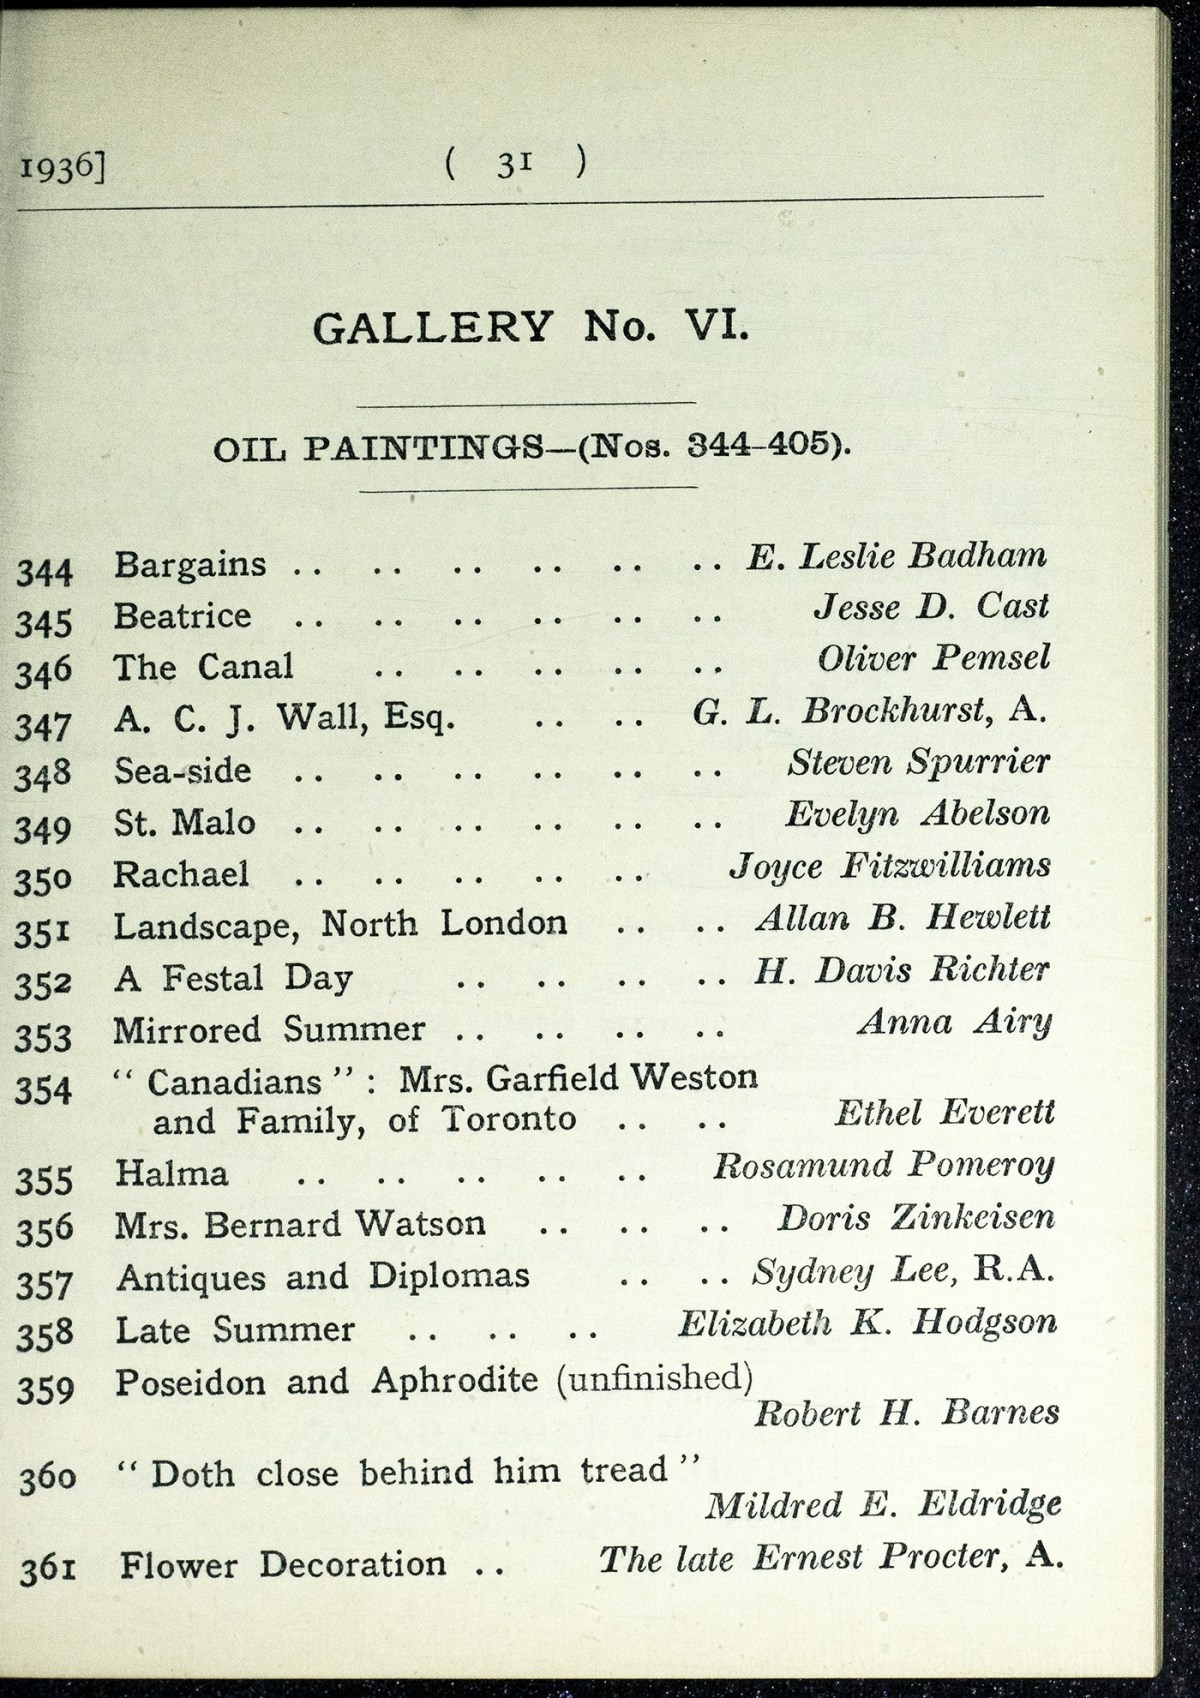 1936]  ( 31 )
GALLERY No. VI.
OIL PAINTINGS—(Nos. 344-405).
344 Bargains .. .. .. .. .. .. E. Leslie Badham
345 Beatrice .. .. .. .. .. .. Jesse D. Cast
346 The Canal .. .. .. .. .. Oliver Pemsel
347 A. C. J. Wall, Esq. .. .. G. L. Brockhurst, A.
348 Sea-side .. .. .. .. .. .. Steven Spurrier
349 St. Malo .. .. .. .. .. .. Evelyn Abelson
350 Rachael .. .. .. .. .. Joyce Fitzwilliams
351 Landscape, North London .. .. Allan B. Hewlett
352 A Festal Day .. .. .. .. H. Davis Richter
353 Mirrored Summer .. .. .. .. Anna Airy
354 " Canadians " : Mrs. Garfield Weston
and Family, of Toronto .. .. Ethel Everett
355 Halma .. .. .. .. .. Rosamund Pomeroy
356 Mrs. Bernard Watson .. .. .. Doris Zinkeisen
357 Antiques and Diplomas .. .. Sydney Lee, R.A.
358 Late Summer .. .. .. Elizabeth K. Hodgson
359 Poseidon and Aphrodite (unfinished)
Robert H. Barnes
360 " Doth close behind him tread "
Mildred E. Eldridge
361 Flower Decoration .. The late Ernest Procter, A.